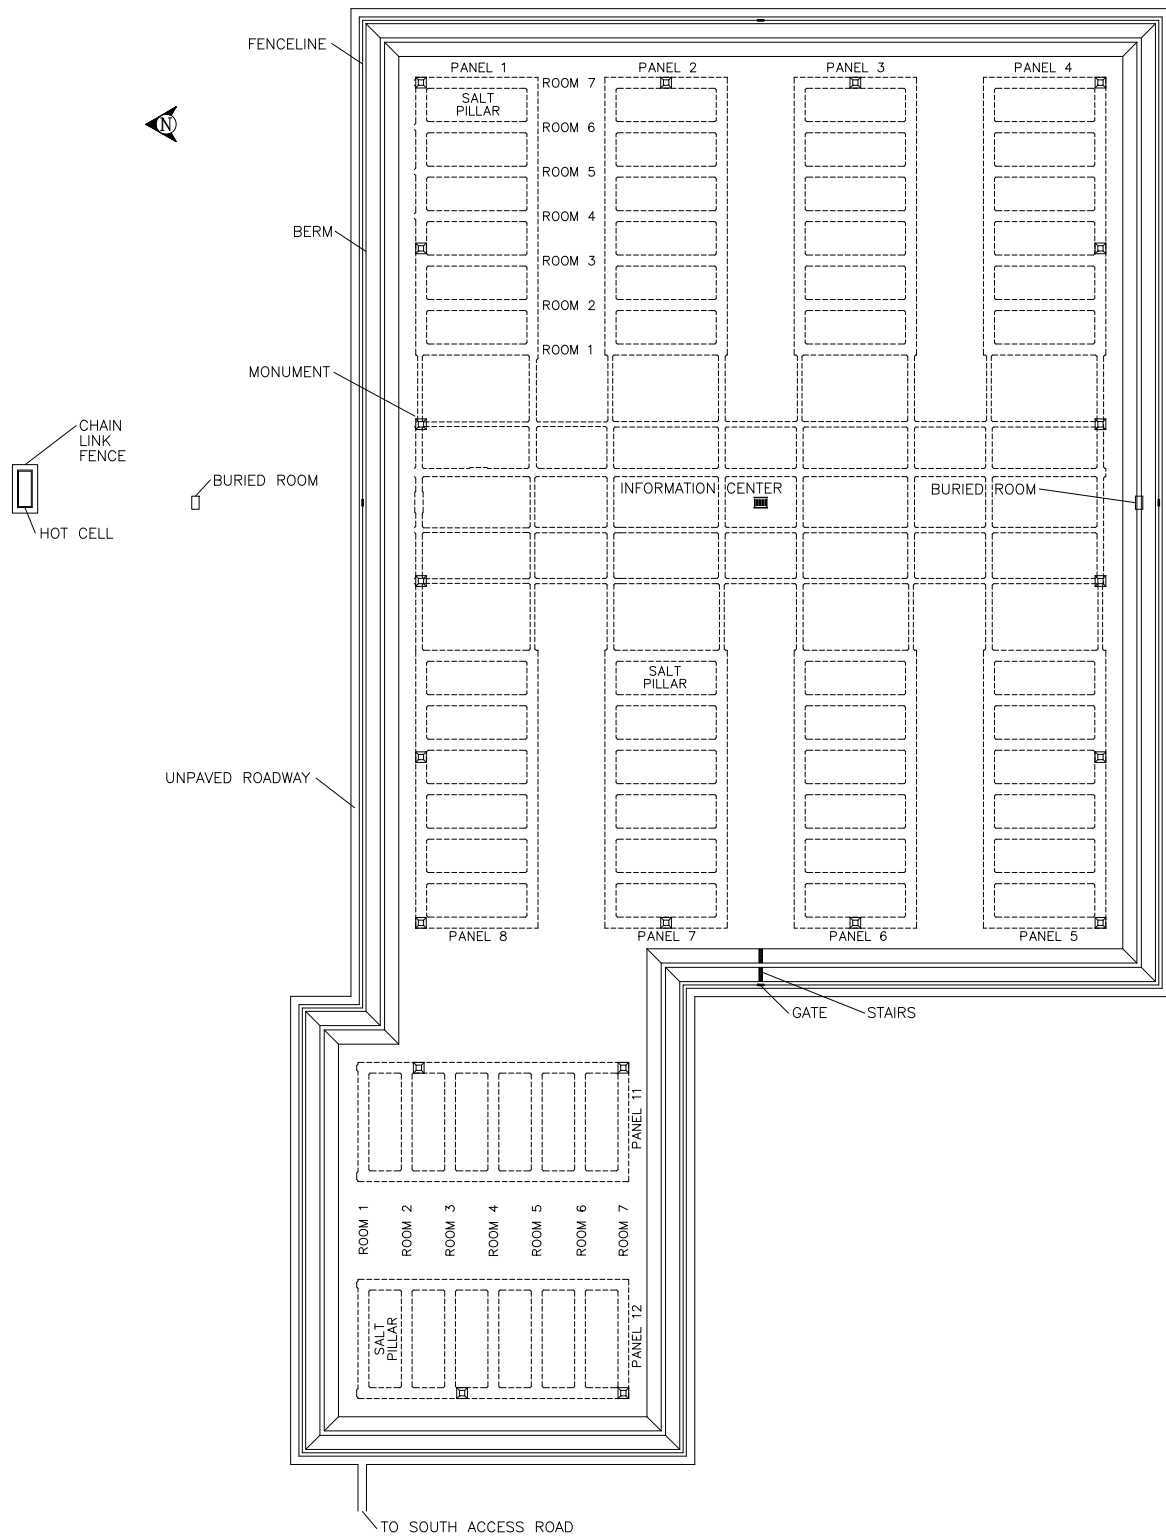 FENCELINE
PANEL 1
PANEL 2
PANEL 3
PANEL 4
ROOM 7
SALT
PILLAR
N
ROOM 6
ROOM 5
ROOM 4
BERM
ROOM 3
ROOM 2
ROOM 1
MONUMENT
CHAIN
LINK
FENCE
BURIED ROOM
INFORMATION CENTER
BURIED ROOM
HOT CELL
SALT
PILLAR
UNPAVED ROADWAY
PANEL 8
PANEL 7
PANEL 6
PANEL 5
GATE
STAIRS
PANEL 11
ROOM 1
ROOM 2
ROOM 3
ROOM 4
ROOM 5
ROOM 6
ROOM 7
SALT
PILLAR
PANEL 12
TO SOUTH ACCESS ROAD